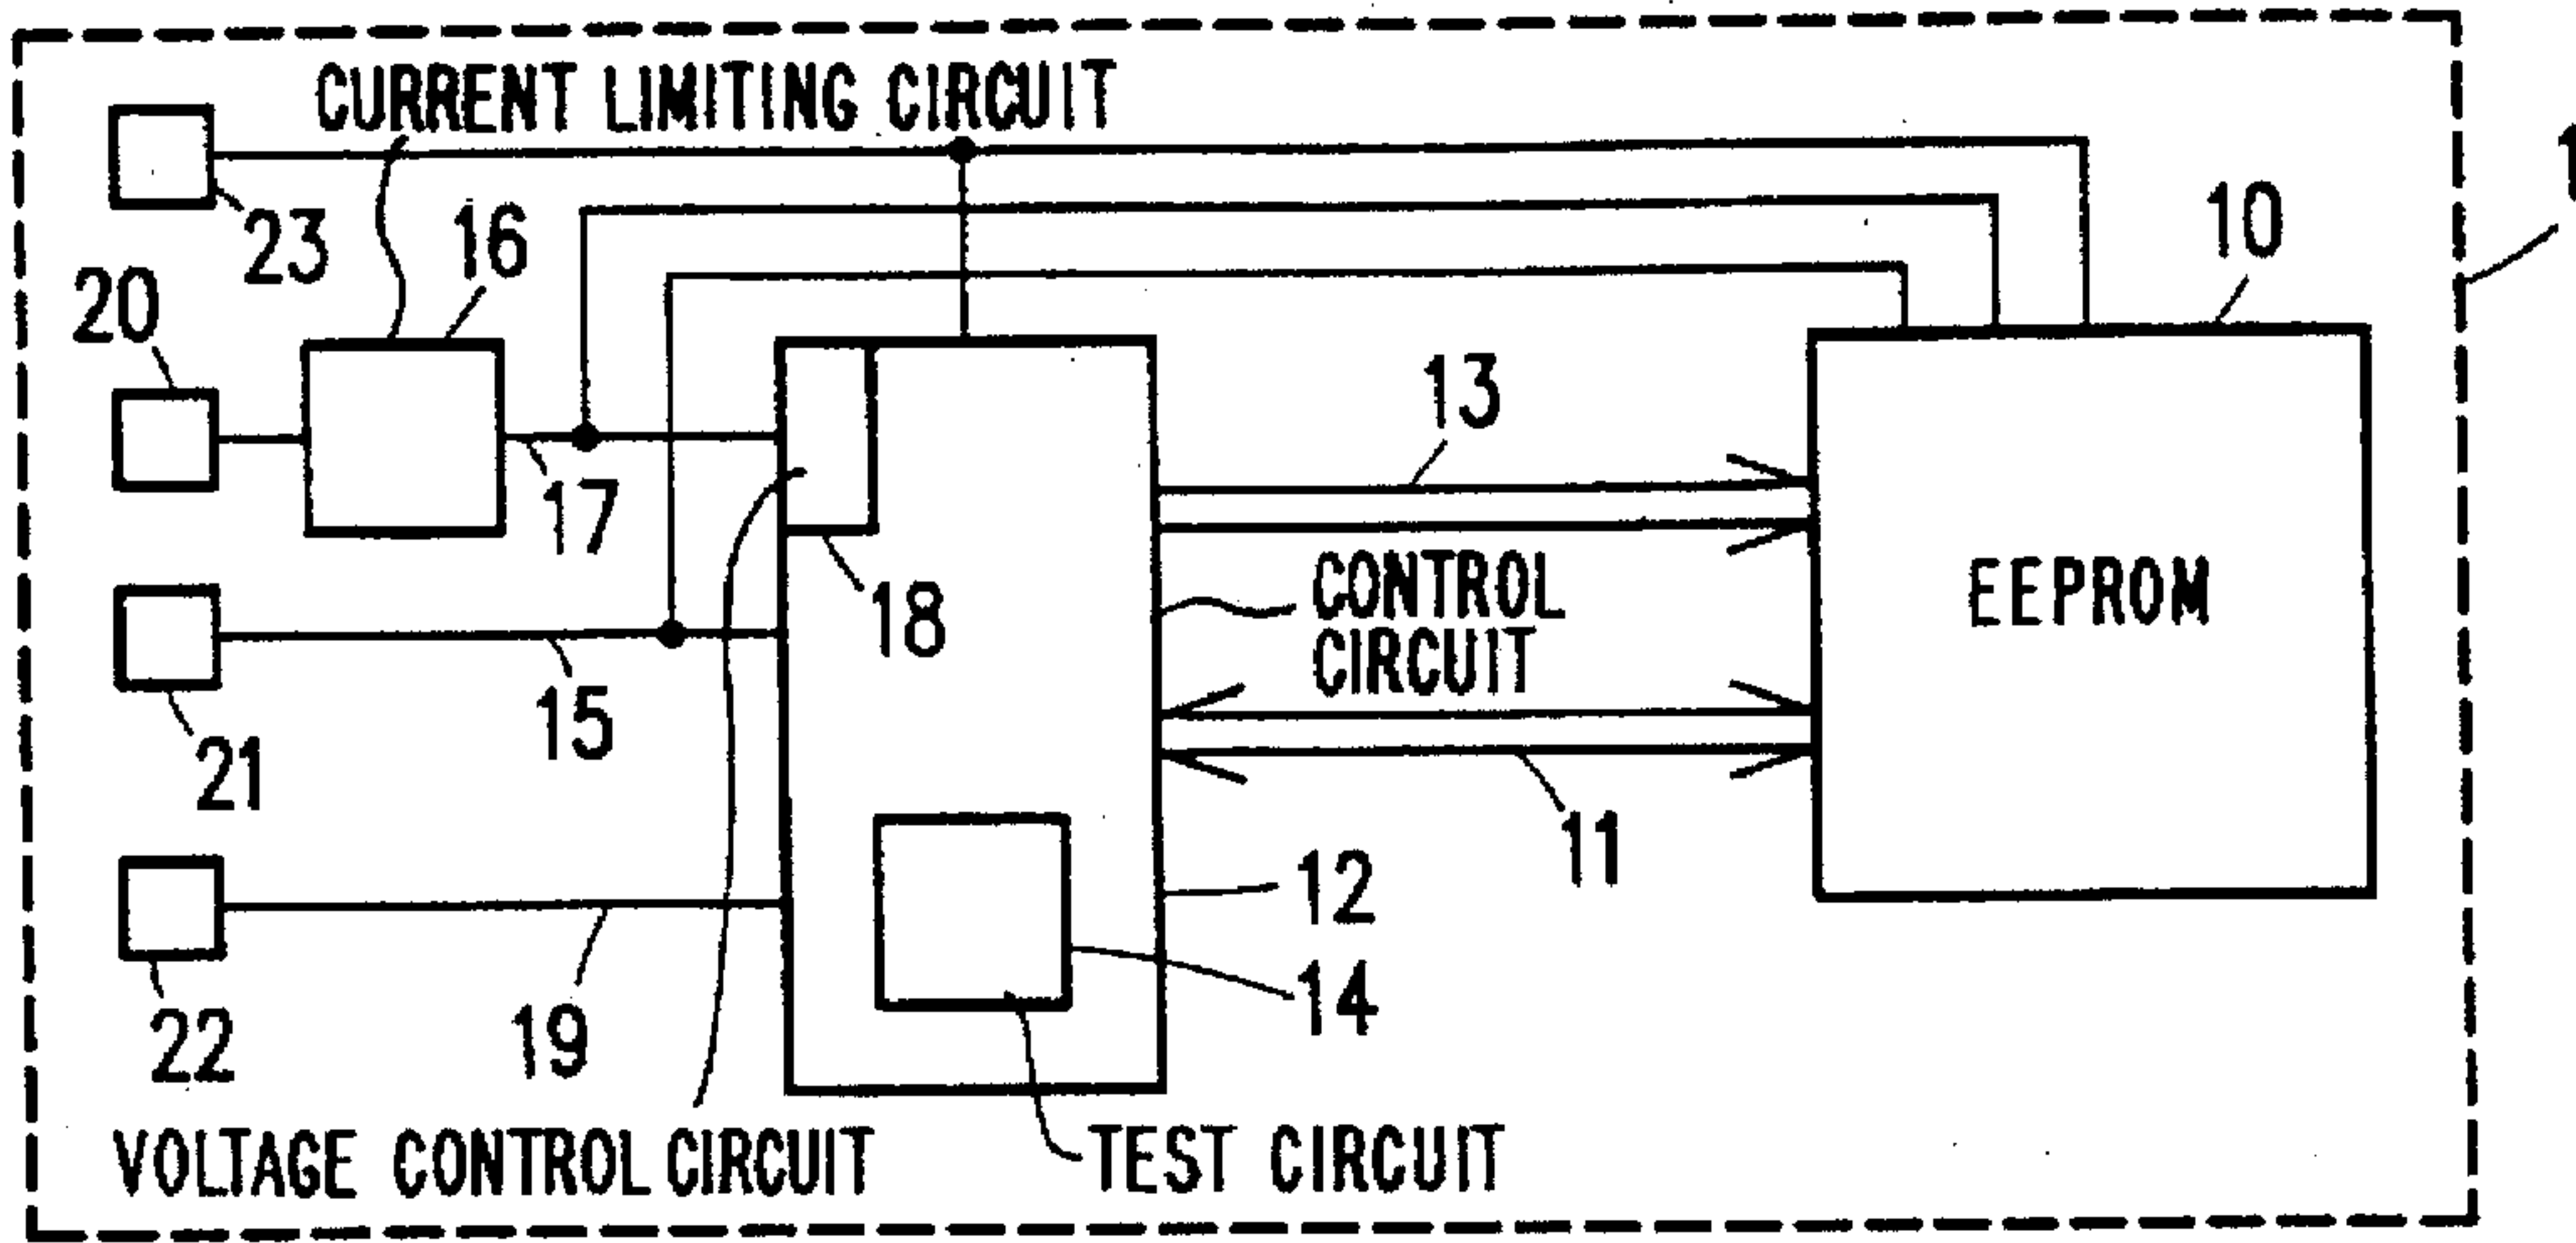 CURRENT LIMITING CIRCUIT
1
23
16
10
20
13
17
18
CONTROL
CIRCUIT
EEPROM
15
21
11
12
14
19
22
VOLTAGE CONTROL CIRCUIT
TEST CIRCUIT